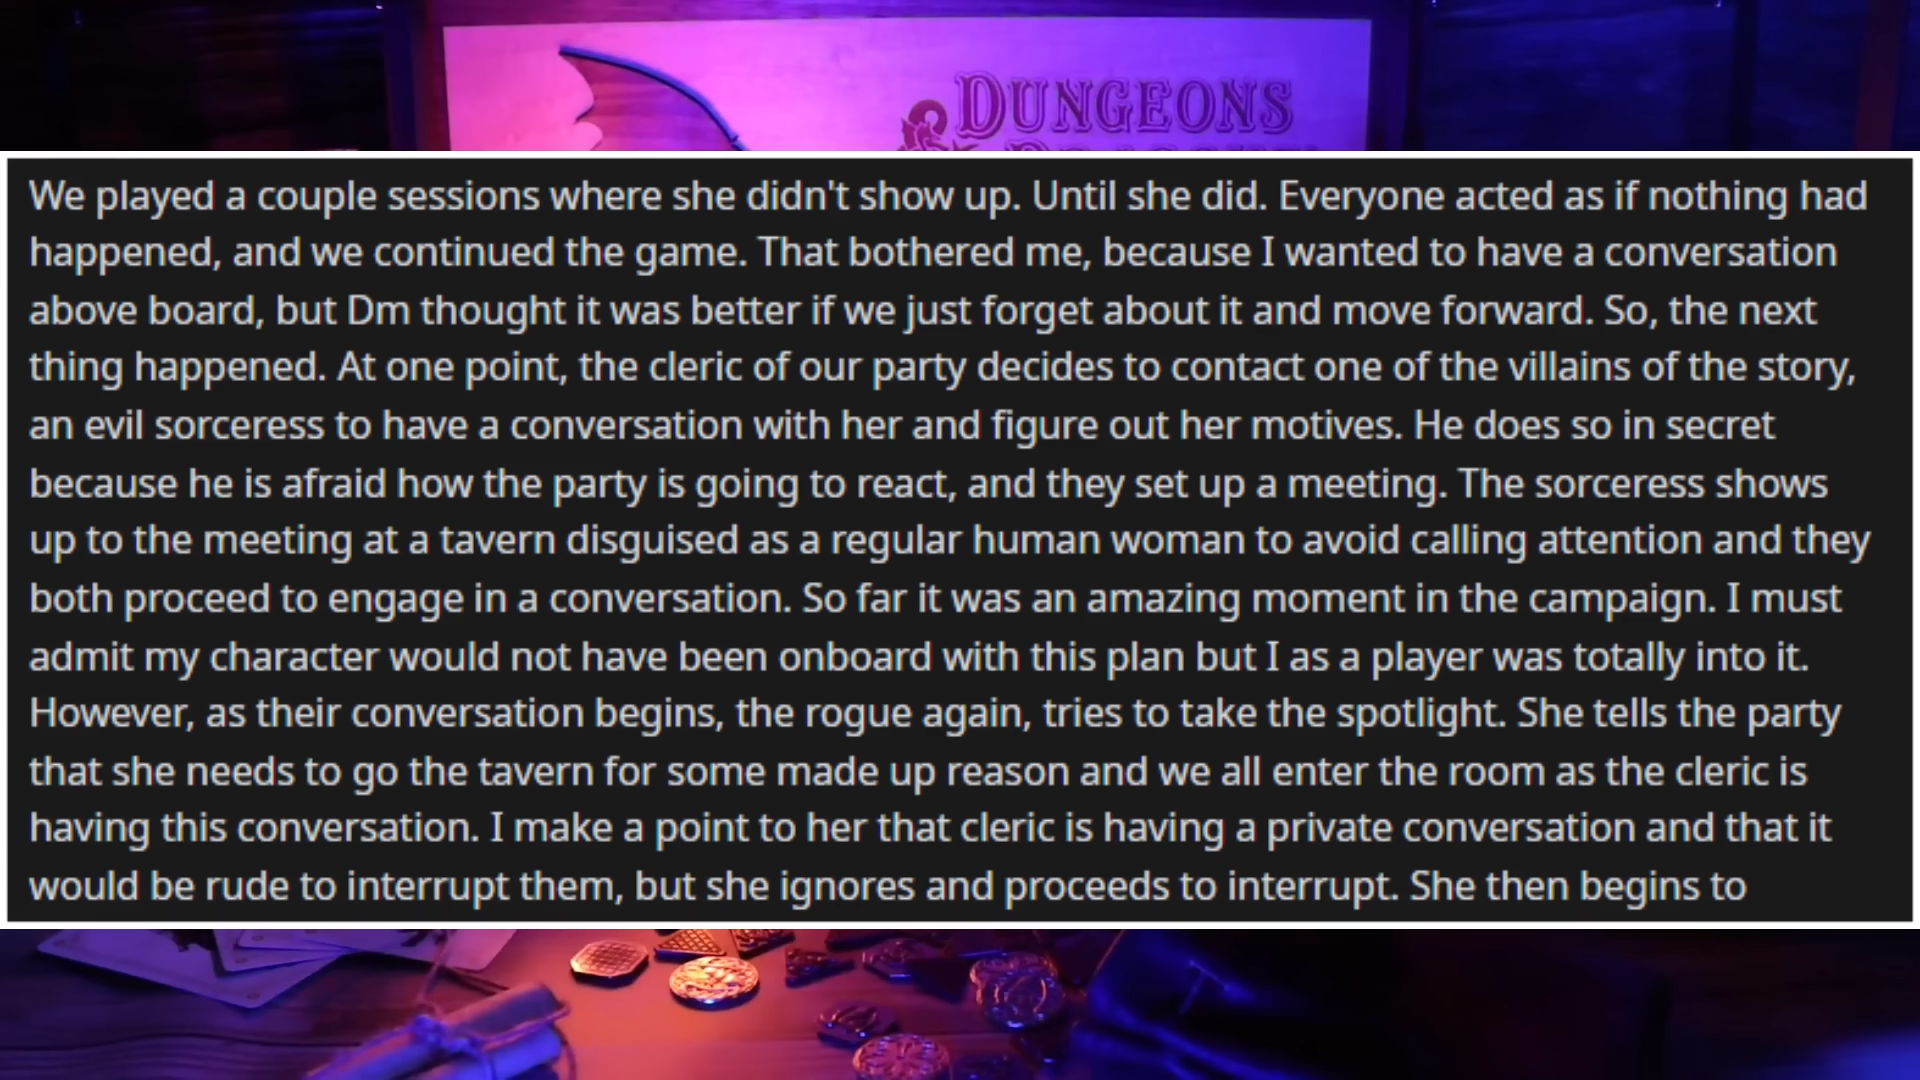 DUNGEONS
We played a couple sessions where she didn't show up. Until she did. Everyone acted as if nothing had
happened, and we continued the game. That bothered me, because I wanted to have a conversation
above board, but Dm thought it was better if we just forget about it and move forward. So, the next
thing happened. At one point, the cleric of our party decides to contact one of the villains of the story,
an evil sorceress to have a conversation with her and figure out her motives. He does so in secret
because he is afraid how the party is going to react, and they set up a meeting. The sorceress shows
up to the meeting at a tavern disguised as a regular human woman to avoid calling attention and they
both proceed to engage in a conversation. So far it was an amazing moment in the campaign. I must
admit my character would not have been onboard with this plan but I as a player was totally into it.
However, as their conversation begins, the rogue again, tries to take the spotlight. She tells the party
that she needs to go the tavern for some made up reason and we all enter the room as the cleric is
having this conversation. I make a point to her that cleric is having a private conversation and that it
would be rude to interrupt them, but she ignores and proceeds to interrupt. She then begins to